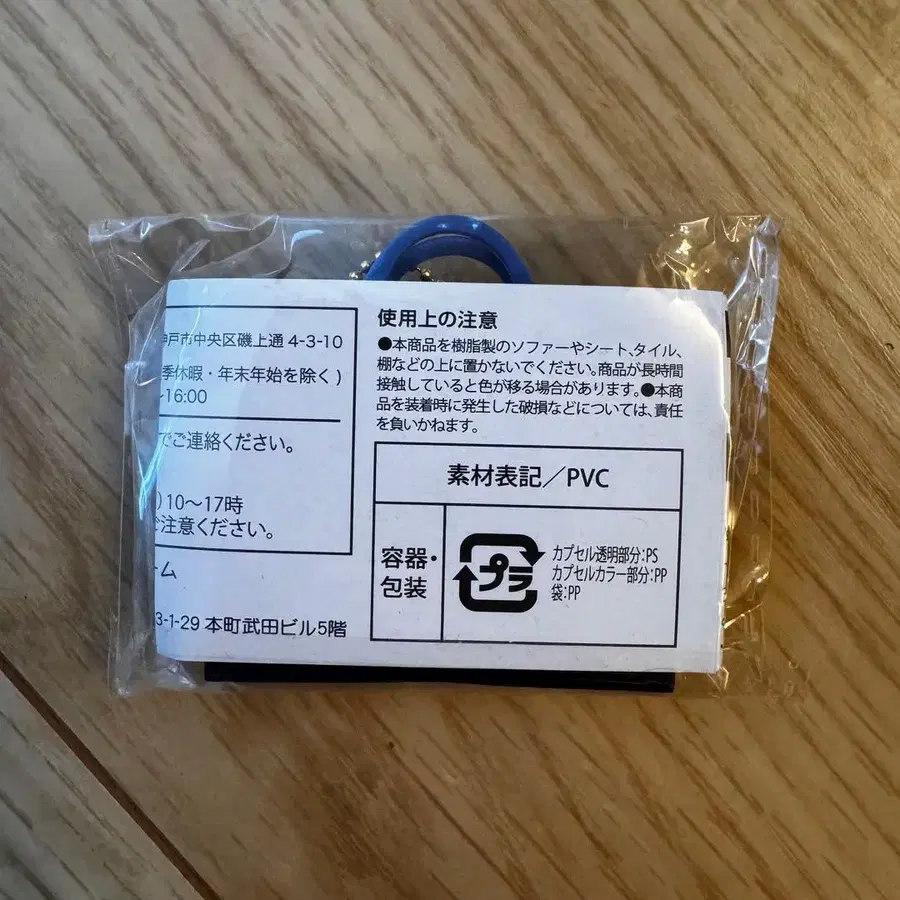 神戸市中央区磯上通 4-3-10
季休暇・年末年始を除く)
~16:00
でご連絡ください。
)10〜17時
ご注意ください。
ーム
3-1-29 本町武田ビル5階
使用上の注意
●本商品を樹脂製のソファーやシート、タイル、
棚などの上に置かないでください。商品が長時間
接触していると色が移る場合があります。●本商
品を装着時に発生した破損などについては、責任
を負いかねます。
素材表記/PVC
容器・
包装
プラ
カプセル透明部分:PS
カプセルカラー部分:PP
袋:PP